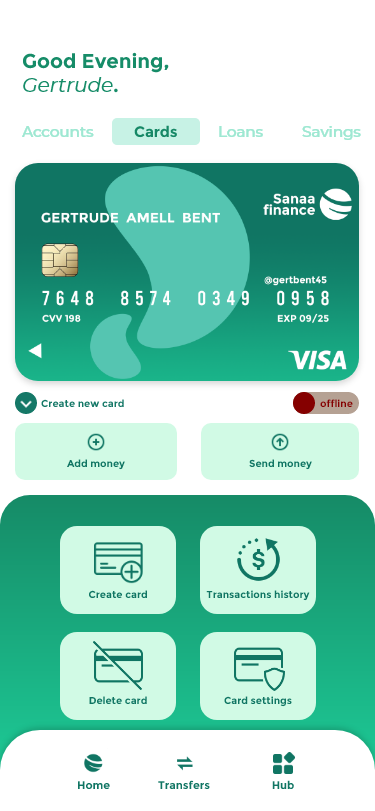 Good Evening,
Gertrude.
Accounts Cards Loans Savings
Sanaa
finance
GERTRUDE AMELL BENT
@gertbent45
7648 8574 0349 0958
CVV 198 EXP 09/25
VISA
Create new card offline
Add money Send money
$
Create card Transactions history
Delete card Card settings
Home Transfers Hub